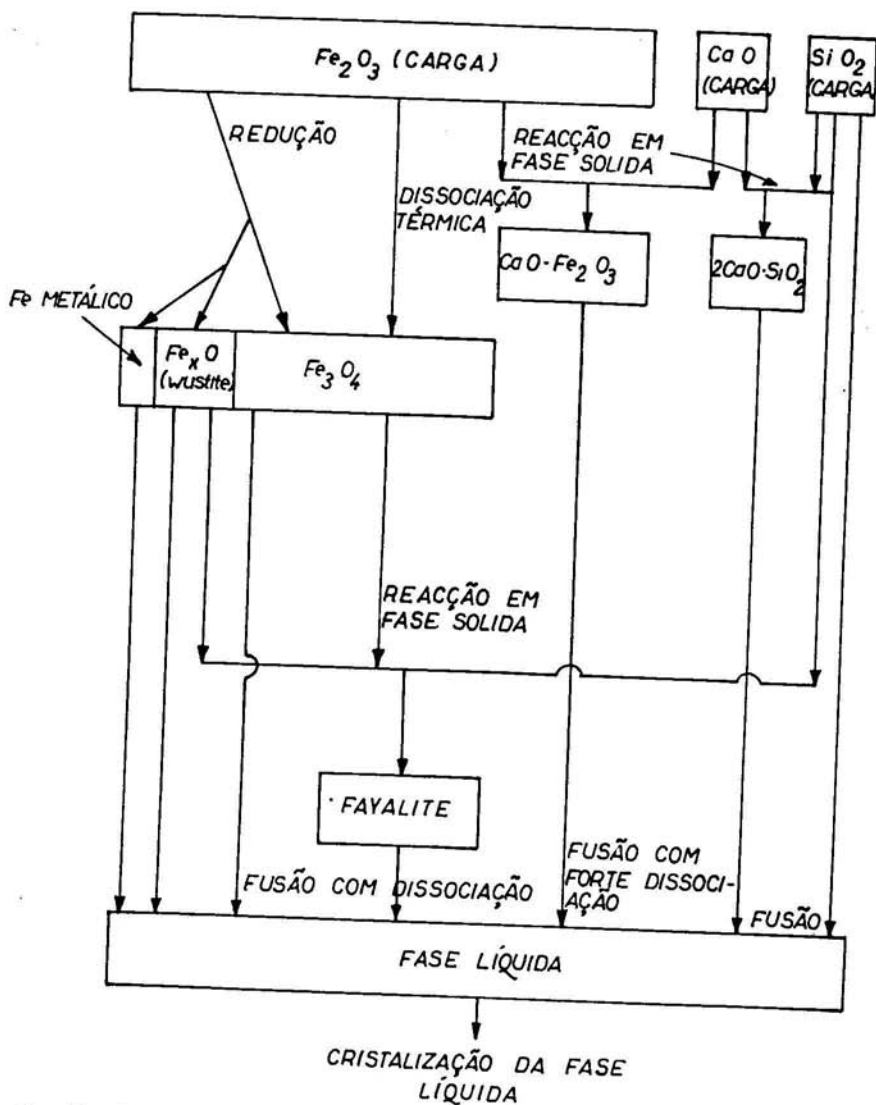 Fe2O3 (CARGA)
CaO
(CARGA)
SiO2
(CARGA)
REDUÇÃO
REACÇÃO EM
FASE SOLIDA
DISSOCIAÇÃO
TÉRMICA
CaO-Fe2O3
2CaO·SiO2
Fe METÁLICO
FexO
(wustite)
Fe3O4
REACÇÃO EM
FASE SOLIDA
FAYALITE
FUSÃO COM DISSOCIAÇÃO
FUSÃO COM
FORTE DISSOCI-
AÇÃO
FUSÃO
FASE LÍQUIDA
CRISTALIZAÇÃO DA FASE
LÍQUIDA